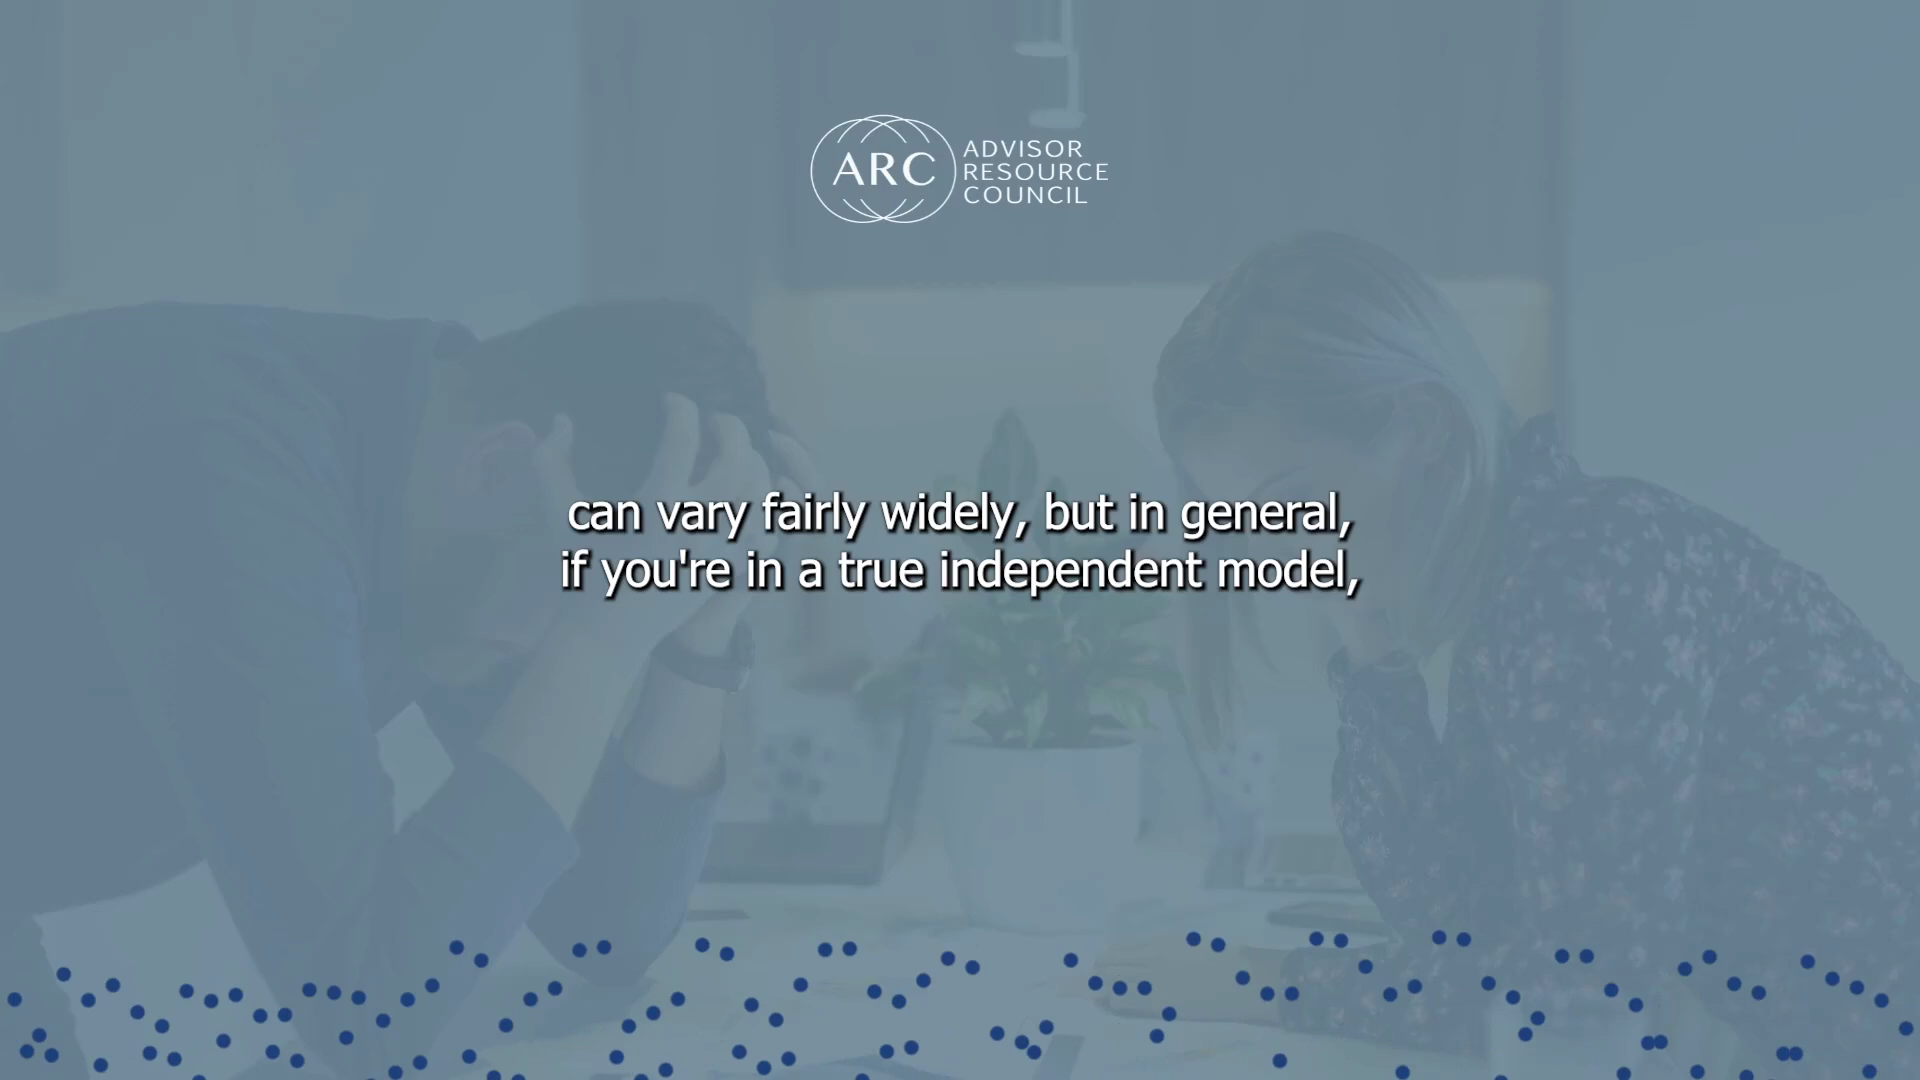 ARC
ADVISOR
RESOURCE
COUNCIL
can vary fairly widely, but in general,
if you're in a true independent model,